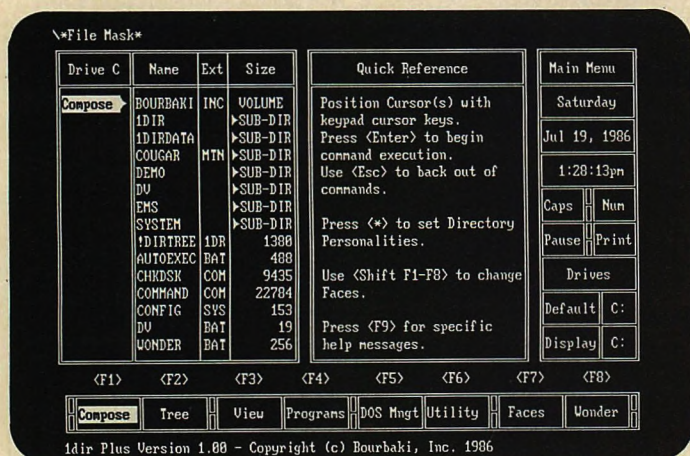 \*File Mask*
Drive C Name Ext Size Quick Reference Main Menu
Compose BOURBAKI INC VOLUME Position Cursor(s) with Saturday
1DIR ▶SUB-DIR keypad cursor keys.
1DIRDATA ▶SUB-DIR Press <Enter> to begin Jul 19, 1986
COUGAR MTN ▶SUB-DIR command execution.
DEMO ▶SUB-DIR Use <Esc> to back out of 1:28:13pm
DV ▶SUB-DIR commands.
EMS ▶SUB-DIR Caps Num
SYSTEM ▶SUB-DIR Press <*> to set Directory
!DIRTREE 1DR 1380 Personalities. Pause Print
AUTOEXEC BAT 488
CHKDSK COM 9435 Use <Shift F1-F8> to change Drives
COMMAND COM 22784 Faces.
CONFIG SYS 153 Default C:
DV BAT 19 Press <F9> for specific
WONDER BAT 256 help messages. Display C:
<F1> <F2> <F3> <F4> <F5> <F6> <F7> <F8>
Compose Tree View Programs DOS Mngt Utility Faces Wonder
1dir Plus Version 1.00 - Copyright (c) Bourbaki, Inc. 1986